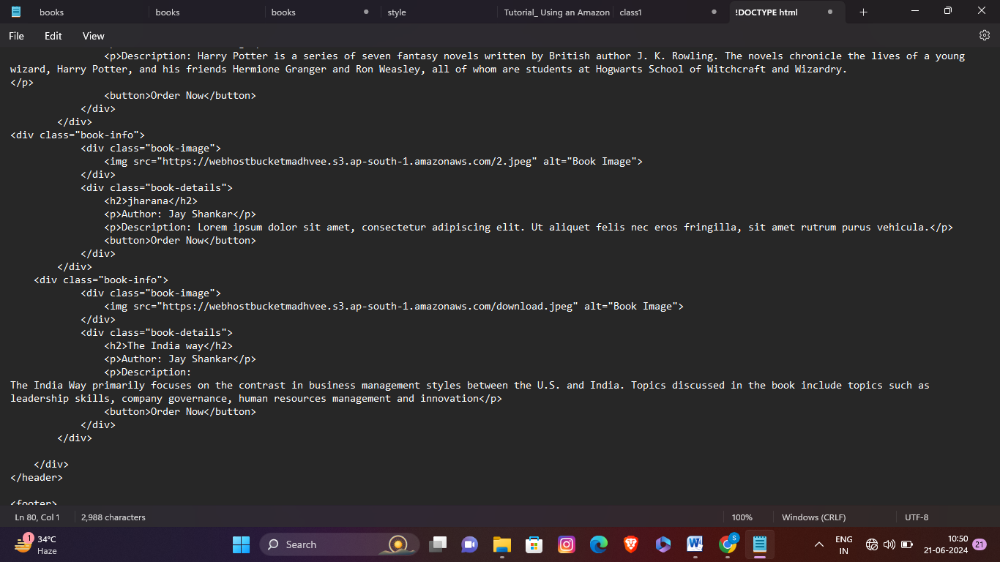 books
books
books
style
Tutorial_ Using an Amazon
class1
!DOCTYPE html
File Edit View
<p>Description: Harry Potter is a series of seven fantasy novels written by British author J. K. Rowling. The novels chronicle the lives of a young
wizard, Harry Potter, and his friends Hermione Granger and Ron Weasley, all of whom are students at Hogwarts School of Witchcraft and Wizardry.
</p>
<button>Order Now</button>
</div>
</div>
<div class="book-info">
<div class="book-image">
<img src="https://webhostbucketmadhvee.s3.ap-south-1.amazonaws.com/2.jpeg" alt="Book Image">
</div>
<div class="book-details">
<h2>jharana</h2>
<p>Author: Jay Shankar</p>
<p>Description: Lorem ipsum dolor sit amet, consectetur adipiscing elit. Ut aliquet felis nec eros fringilla, sit amet rutrum purus vehicula.</p>
<button>Order Now</button>
</div>
</div>
<div class="book-info">
<div class="book-image">
<img src="https://webhostbucketmadhvee.s3.ap-south-1.amazonaws.com/download.jpeg" alt="Book Image">
</div>
<div class="book-details">
<h2>The India way</h2>
<p>Author: Jay Shankar</p>
<p>Description:
The India Way primarily focuses on the contrast in business management styles between the U.S. and India. Topics discussed in the book include topics such as
leadership skills, company governance, human resources management and innovation</p>
<button>Order Now</button>
</div>
</div>
</div>
</header>
<footer>
Ln 80, Col 1 2,988 characters 100% Windows (CRLF) UTF-8
1
34°C
Haze
Search
W
S
ENG
IN
10:50
21-06-2024
21